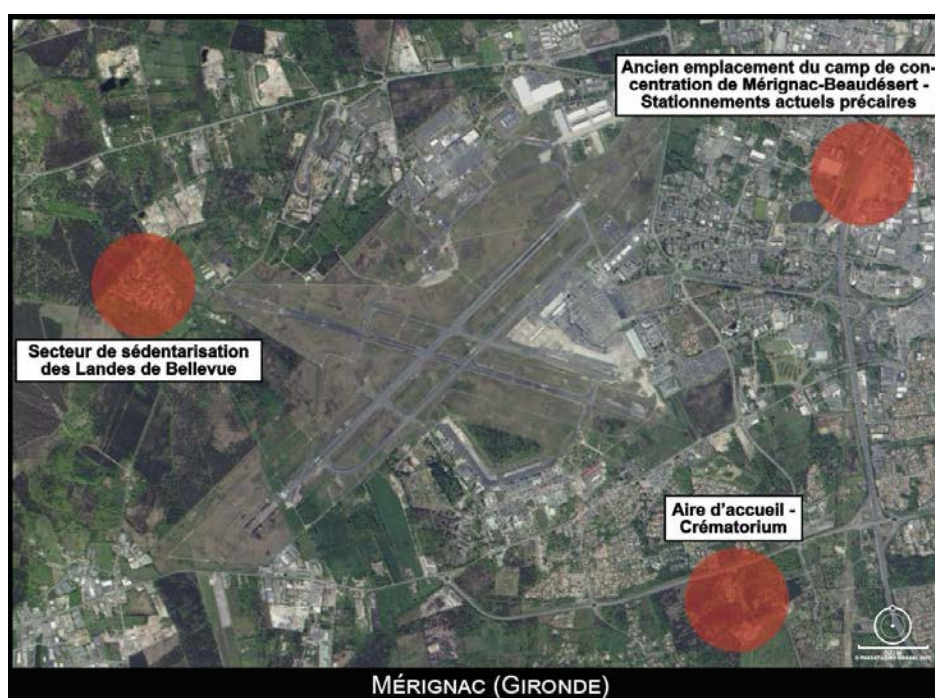 Ancien emplacement du camp de con-
centration de Mérignac-Beaudésert -
Stationnements actuels précaires
Secteur de sédentarisation
des Landes de Bellevue
Aire d'accueil -
Crématorium
MÉRIGNAC (GIRONDE)